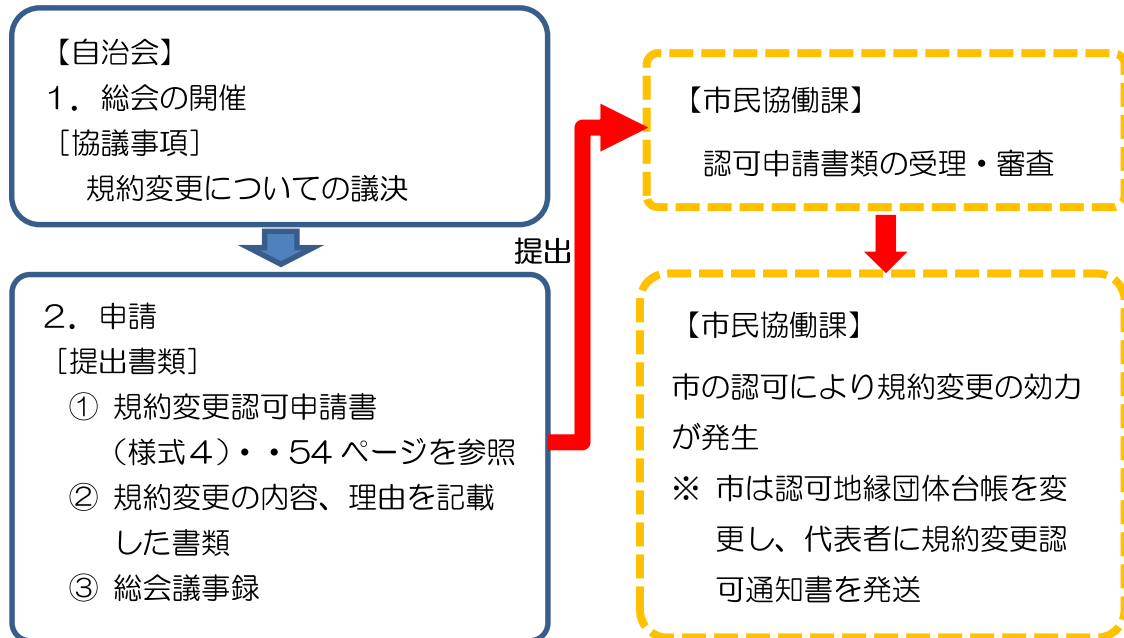 【自治会】
１．総会の開催
［協議事項］
規約変更についての議決
２．申請
［提出書類］
① 規約変更認可申請書
（様式４）・・54 ページを参照
② 規約変更の内容、理由を記載
した書類
③ 総会議事録
提出
【市民協働課】
認可申請書類の受理・審査
【市民協働課】
市の認可により規約変更の効力
が発生
※ 市は認可地縁団体台帳を変
更し、代表者に規約変更認
可通知書を発送